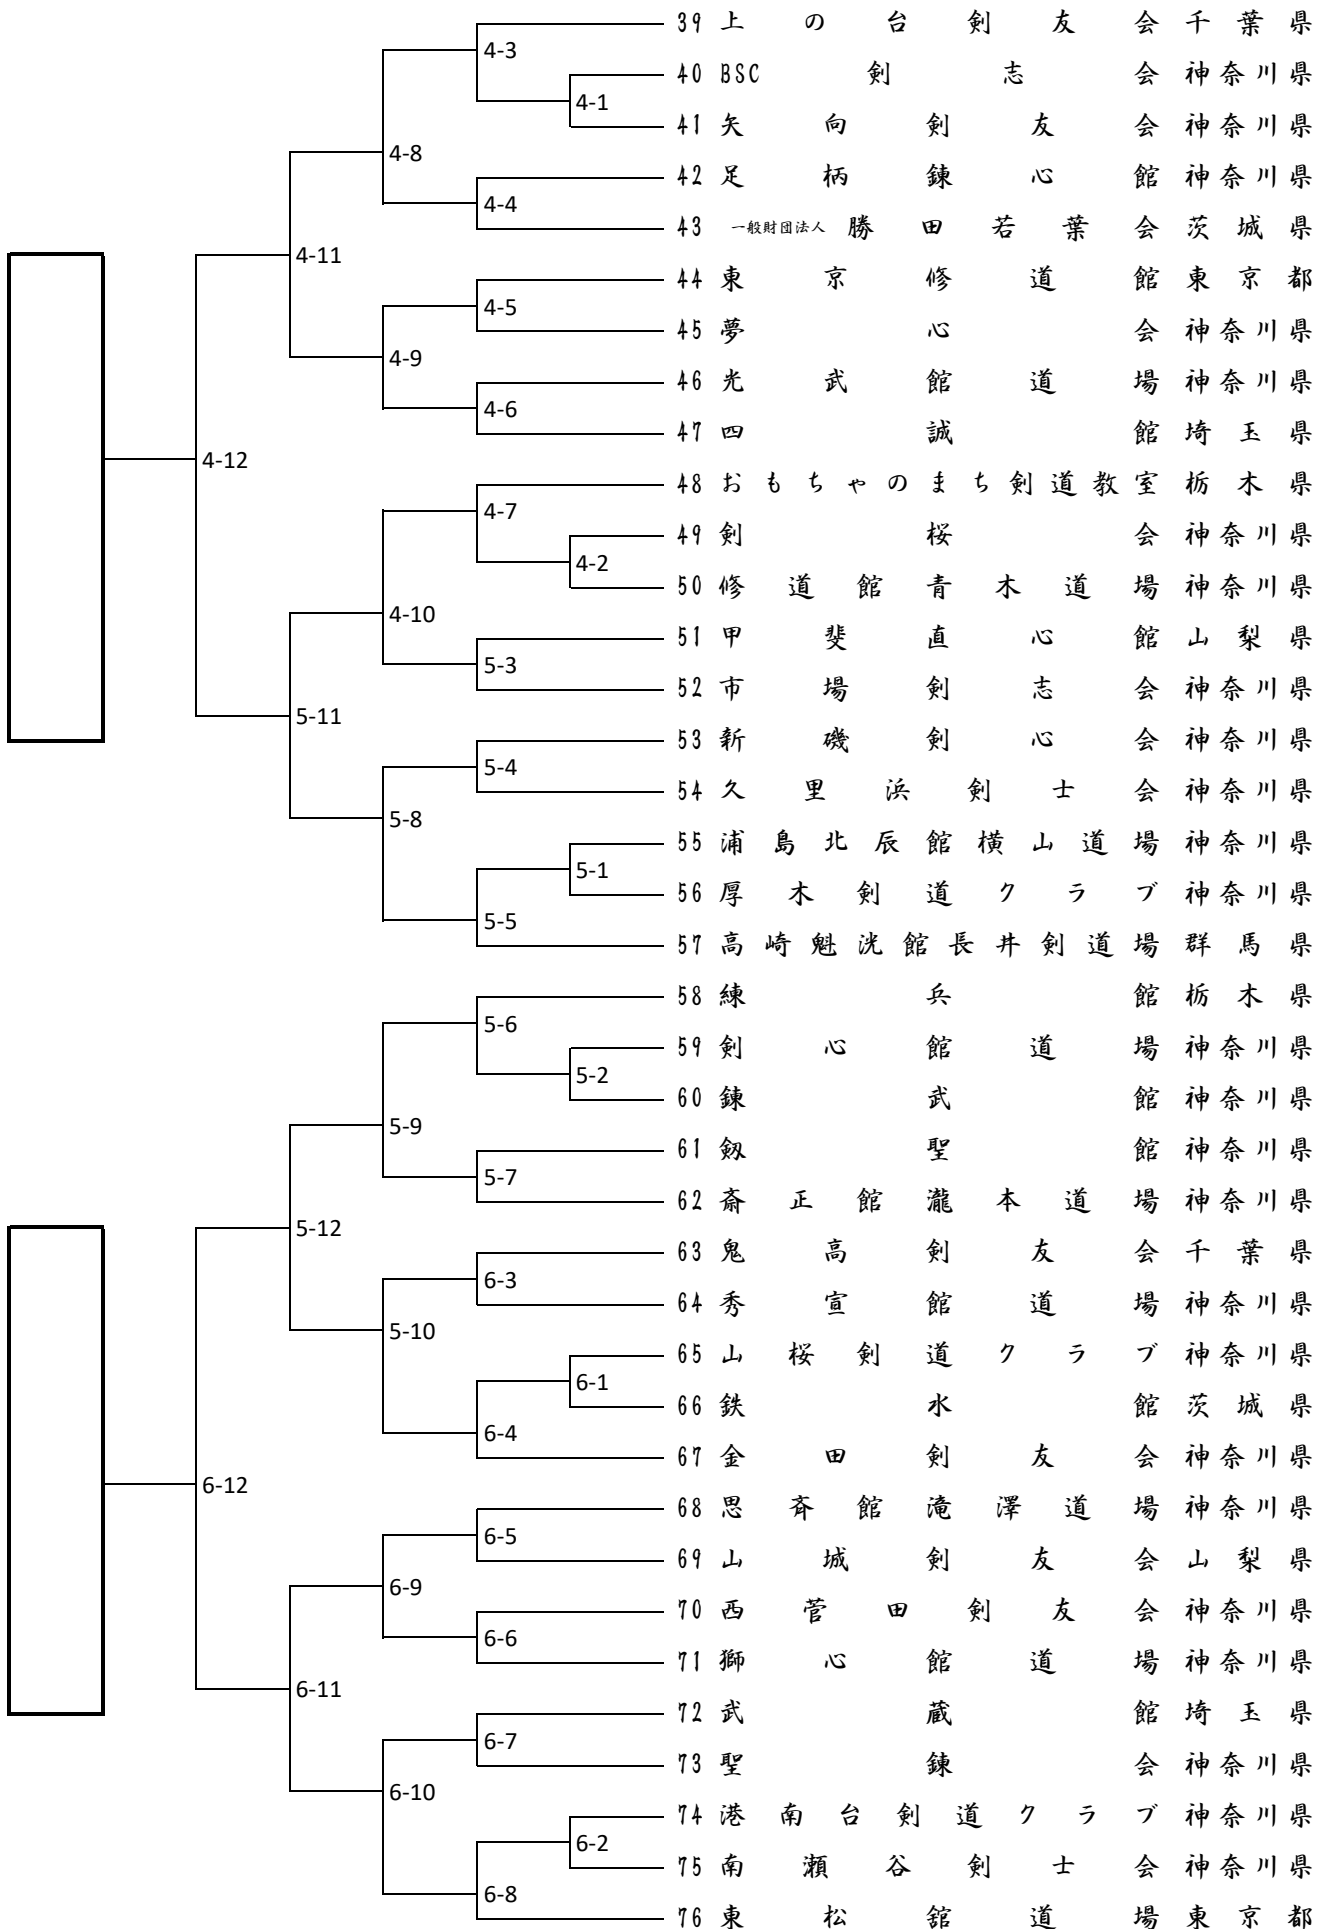 39 上の台剣友会 千葉県
4-3
40 BSC剣志会 神奈川県
4-1
41 矢向剣友会 神奈川県
4-8
42 足柄錬心館 神奈川県
4-4
43 一般財団法人 勝田若葉会 茨城県
4-11
44 東京修道館 東京都
4-5
45 夢心会 神奈川県
4-9
46 光武館道場 神奈川県
4-6
47 四誠館 埼玉県
4-12
48 おもちゃのまち剣道教室 栃木県
4-7
49 剣桜会 神奈川県
4-2
50 修道館青木道場 神奈川県
4-10
51 甲斐直心館 山梨県
5-3
52 市場剣志会 神奈川県
5-11
53 新磯剣心会 神奈川県
5-4
54 久里浜剣士会 神奈川県
5-8
55 浦島北辰館横山道場 神奈川県
5-1
56 厚木剣道クラブ 神奈川県
5-5
57 高崎魁洸館長井剣道場 群馬県
58 練兵館 栃木県
5-6
59 剣心館道場 神奈川県
5-2
60 錬武館 神奈川県
5-9
61 剱聖館 神奈川県
5-7
62 斎正館瀧本道場 神奈川県
5-12
63 鬼高剣友会 千葉県
6-3
64 秀宣館道場 神奈川県
5-10
65 山桜剣道クラブ 神奈川県
6-1
66 鉄水館 茨城県
6-4
67 金田剣友会 神奈川県
6-12
68 思斉館滝澤道場 神奈川県
6-5
69 山城剣友会 山梨県
6-9
70 西菅田剣友会 神奈川県
6-6
71 獅心館道場 神奈川県
6-11
72 武蔵館 埼玉県
6-7
73 聖錬会 神奈川県
6-10
74 港南台剣道クラブ 神奈川県
6-2
75 南瀬谷剣士会 神奈川県
6-8
76 東松舘道場 東京都